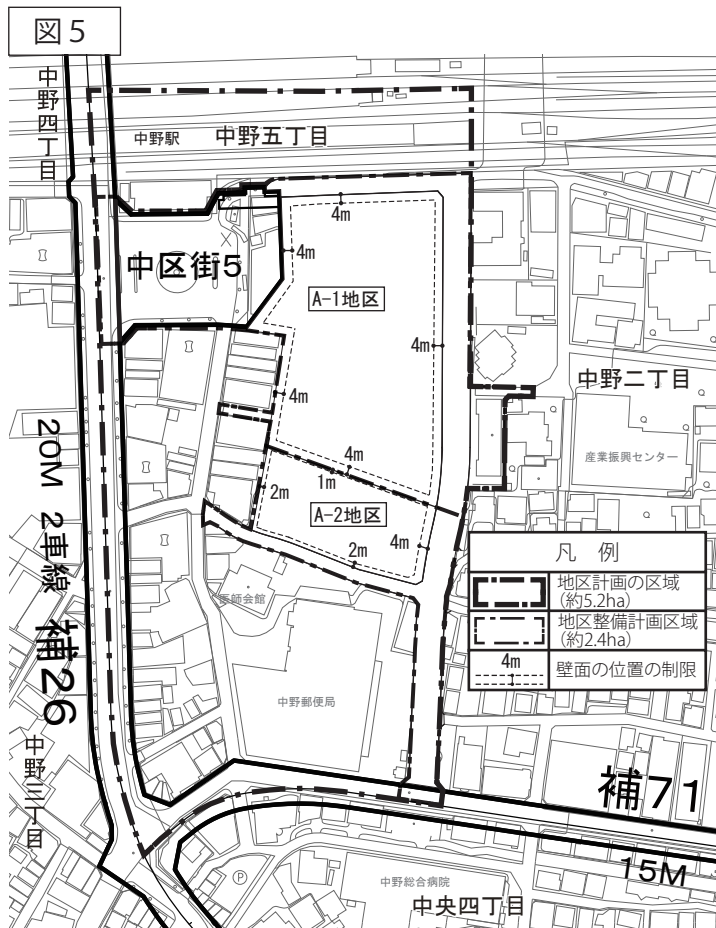 図5
中野四丁目
中野駅
中野五丁目
4m
4m
中区街5
A-1地区
4m
中野二丁目
4m
20M 2車線 補26
産業振興センター
4m
1m
2m
A-2地区
4m
2m
凡 例
地区計画の区域
(約5.2ha)
地区整備計画区域
(約2.4ha)
4m
壁面の位置の制限
医師会館
中野郵便局
中野三丁目
補71
15M
P
中野総合病院
中央四丁目